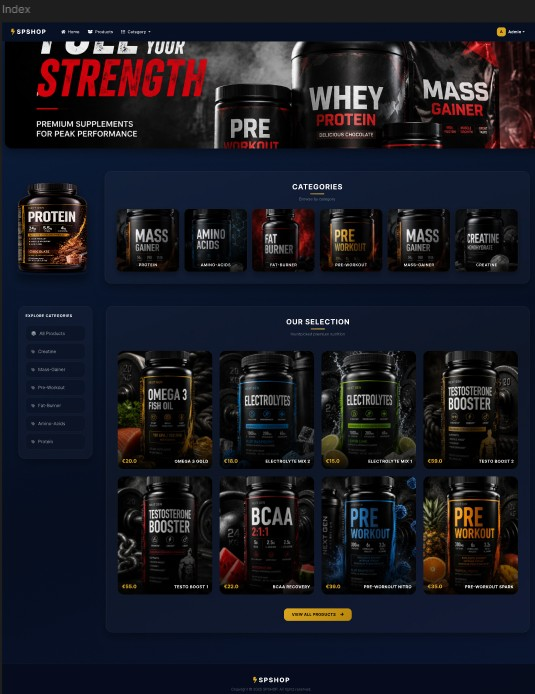 Index
SPSHOP
Home
Products
Category
A
Admin
FUEL YOUR
STRENGTH
PREMIUM SUPPLEMENTS
FOR PEAK PERFORMANCE
PRE
WORKOUT
WHEY
PROTEIN
DELICIOUS CHOCOLATE
MASS
GAINER
PROTEIN
CATEGORIES
Browse by category
MASS
GAINER
PROTEIN
AMINO
ACIDS
AMINO-ACIDS
FAT
BURNER
FAT-BURNER
PRE
WORKOUT
PRE-WORKOUT
MASS
GAINER
MASS-GAINER
CREATINE
MONOHYDRATE
CREATINE
EXPLORE CATEGORIES
All Products
Creatine
Mass-Gainer
Pre-Workout
Fat-Burner
Amino-Acids
Protein
OUR SELECTION
OMEGA 3
FISH OIL
€20.0
OMEGA 3 GOLD
ELECTROLYTES
€18.0
ELECTROLYTE MIX 2
ELECTROLYTES
€15.0
ELECTROLYTE MIX 1
TESTOSTERONE
BOOSTER
€59.0
TESTO BOOST 2
TESTOSTERONE
BOOSTER
€55.0
TESTO BOOST 1
BCAA
2:1:1
€22.0
BCAA RECOVERY
NEXT GEN
PRE
WORKOUT
€38.0
PRE-WORKOUT NITRO
PRE
WORKOUT
€35.0
PRE-WORKOUT SPARK
VIEW ALL PRODUCTS
SPSHOP